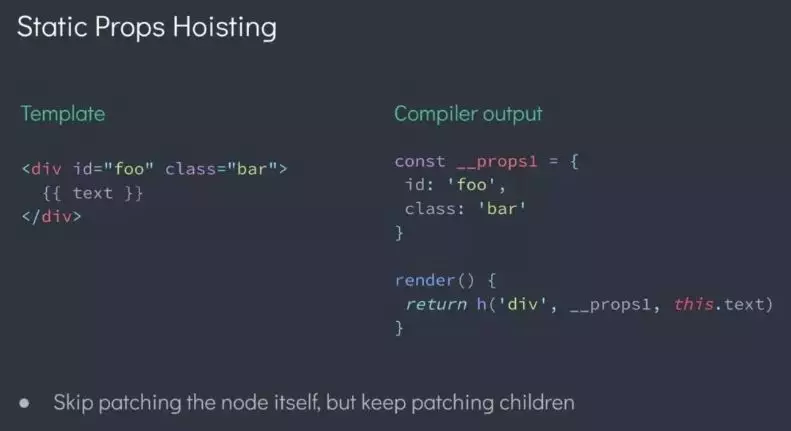 Static Props Hoisting
Template
<div id="foo" class="bar">
{{ text }}
</div>
Compiler output
const __props1 = {
id: 'foo',
class: 'bar'
}
render() {
return h('div', __props1, this.text)
}
● Skip patching the node itself, but keep patching children